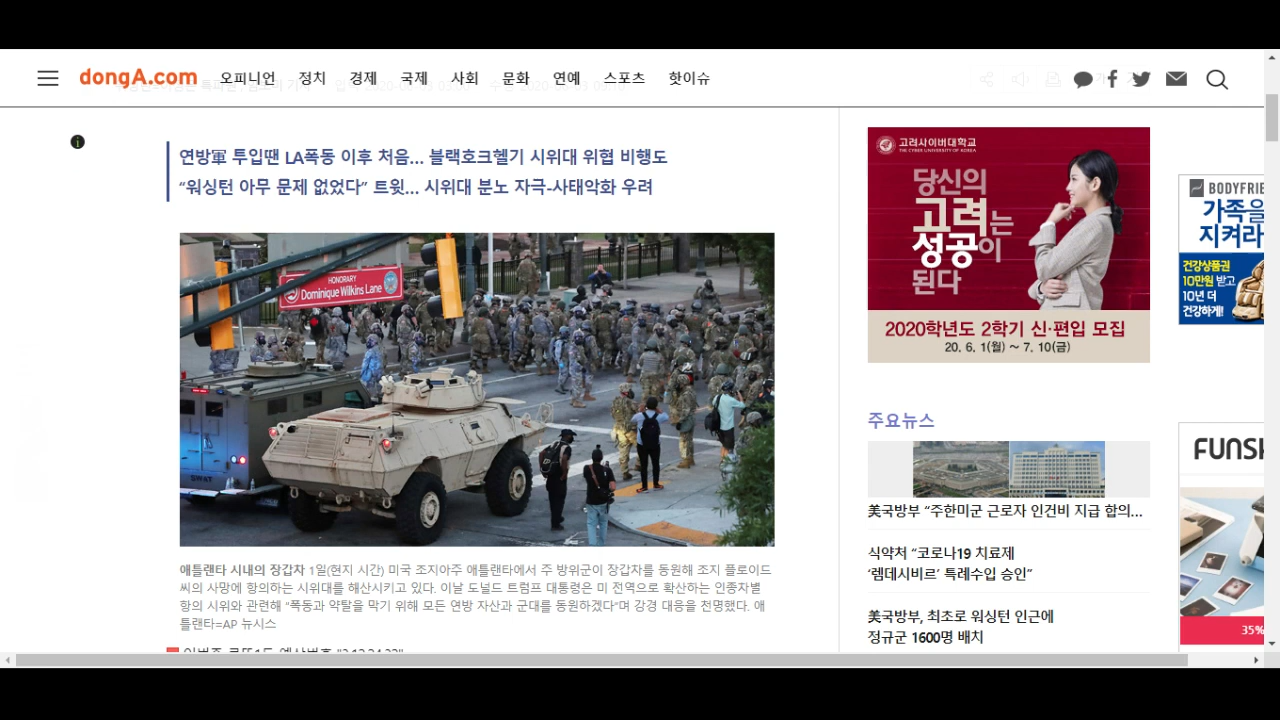 dongA.com 오피니언 정치 경제 국제 사회 문화 연예 스포츠 핫이슈
연방軍 투입땐 LA폭동 이후 처음… 블랙호크헬기 시위대 위협 비행도
“워싱턴 아무 문제 없었다” 트윗… 시위대 분노 자극-사태악화 우려
HONORARY
Dominique Wilkins Lane
SWAT
애틀랜타 시내의 장갑차 1일(현지 시간) 미국 조지아주 애틀랜타에서 주 방위군이 장갑차를 동원해 조지 플로이드
씨의 사망에 항의하는 시위대를 해산시키고 있다. 이날 도널드 트럼프 대통령은 미 전역으로 확산하는 인종차별
항의 시위와 관련해 “폭동과 약탈을 막기 위해 모든 연방 자산과 군대를 동원하겠다”며 강경 대응을 천명했다. 애
틀랜타=AP 뉴시스
고려사이버대학교
THE CYBER UNIVERSITY OF KOREA
당신의
고려는
성공이
된다
2020학년도 2학기 신·편입 모집
20. 6. 1(월) ~ 7. 10(금)
주요뉴스
美국방부 “주한미군 근로자 인건비 지급 합의…
식약처 “코로나19 치료제
‘렘데시비르’ 특례수입 승인”
美국방부, 최초로 워싱턴 인근에
정규군 1600명 배치
BODYFRIE
가족을
지켜라
건강상품권
10만원 받고
10년 더
건강하게!
FUNSH
35%